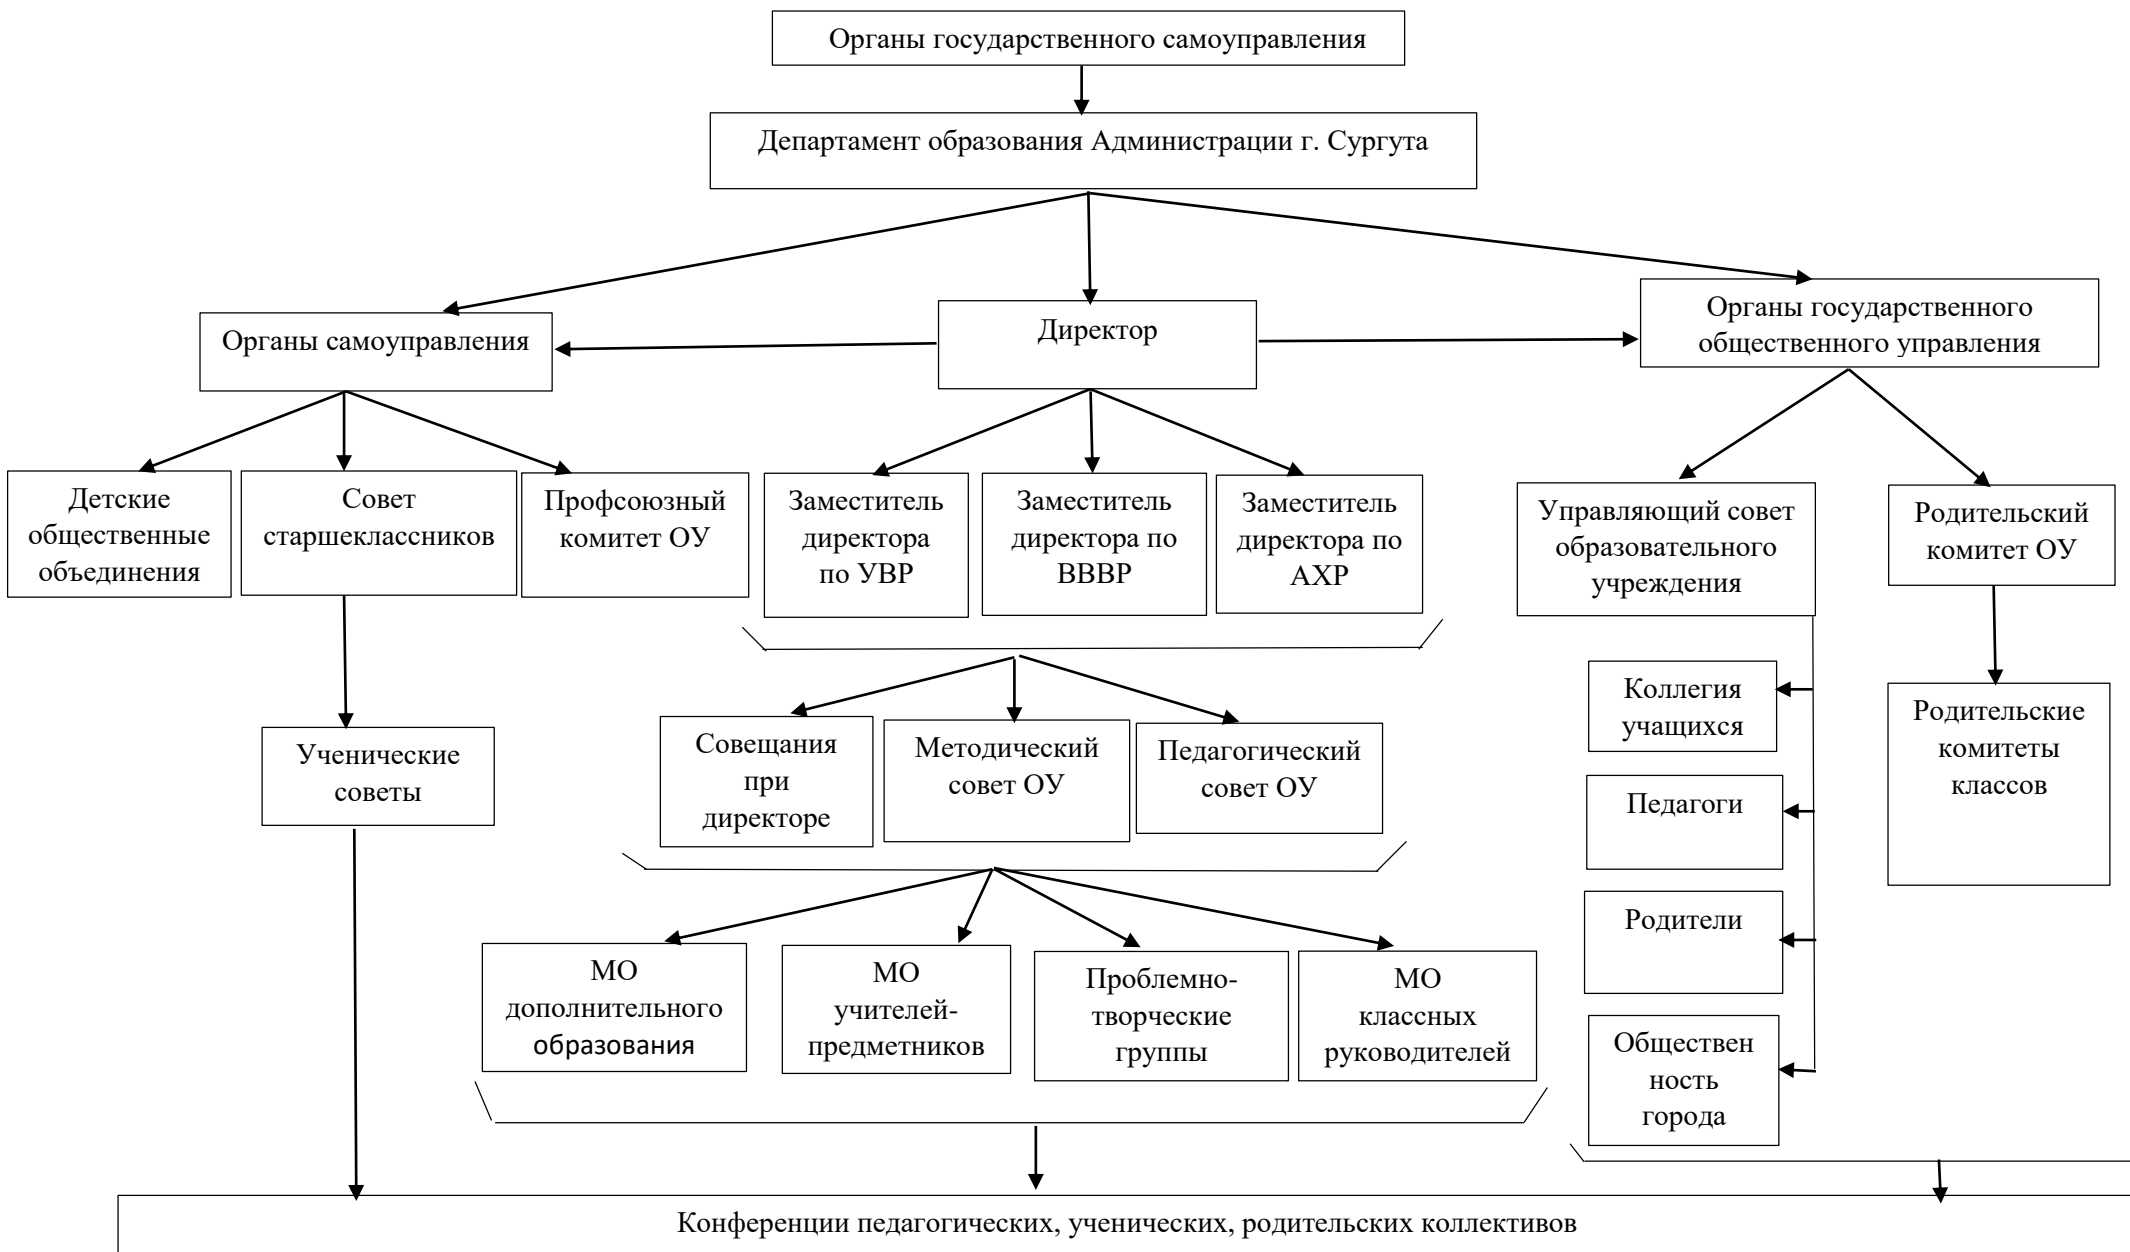 Органы государственного самоуправления
Департамент образования Администрации г. Сургута
Органы самоуправления
Директор
Органы государственного
общественного управления
Детские
общественные
объединения
Совет
старшеклассников
Профсоюзный
комитет ОУ
Заместитель
директора
по УВР
Заместитель
директора по
ВВВР
Заместитель
директора по
АХР
Управляющий совет
образовательного
учреждения
Родительский
комитет ОУ
Ученические
советы
Совещания
при
директоре
Методический
совет ОУ
Педагогический
совет ОУ
Коллегия
учащихся
Педагоги
Родители
Обществен
ность
города
Родительские
комитеты
классов
МО
дополнительного
образования
МО
учителей-
предметников
Проблемно-
творческие
группы
МО
классных
руководителей
Конференции педагогических, ученических, родительских коллективов